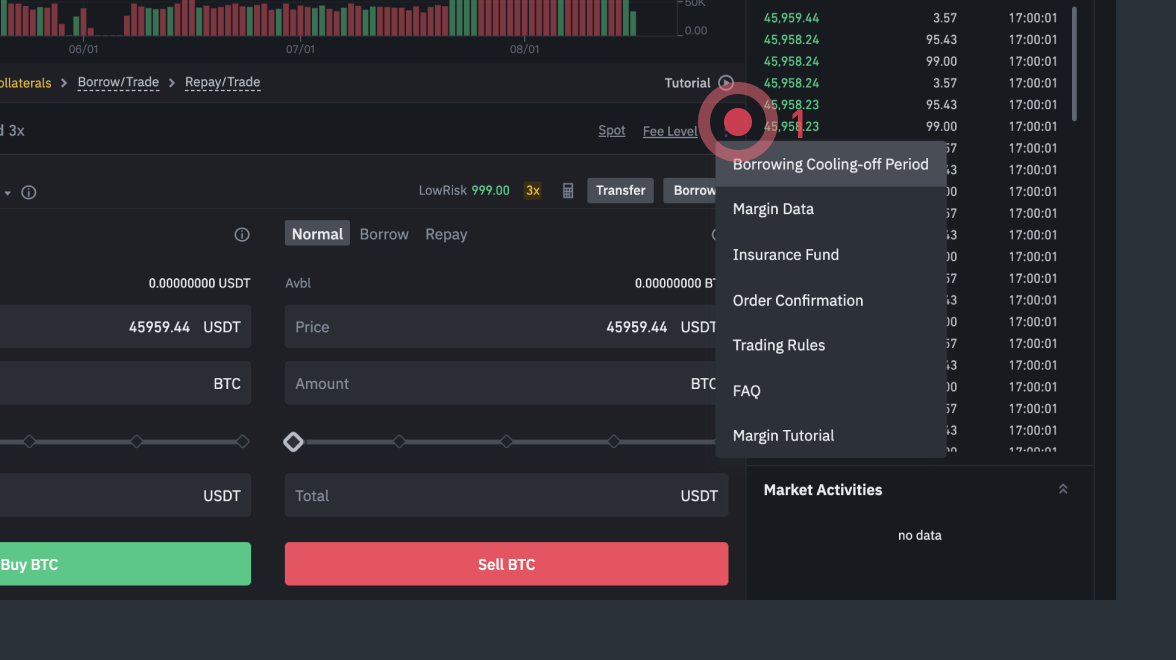 50K
0.00
06/01 07/01 08/01
ollaterals > Borrow/Trade > Repay/Trade Tutorial
d 3x Spot Fee Level
1
LowRisk 999.00 3x Transfer Borrow
Normal Borrow Repay
0.00000000 USDT
Avbl 0.00000000 BT
45959.44 USDT
Price 45959.44 USDT
BTC
Amount BTC
USDT
Total USDT
Buy BTC
Sell BTC
Borrowing Cooling-off Period
Margin Data
Insurance Fund
Order Confirmation
Trading Rules
FAQ
Margin Tutorial
45,959.44 3.57 17:00:01
45,958.24 95.43 17:00:01
45,958.24 99.00 17:00:01
45,958.24 3.57 17:00:01
45,958.23 95.43 17:00:01
45,958.23 99.00 17:00:01
57 17:00:01
43 17:00:01
00 17:00:01
57 17:00:01
43 17:00:01
00 17:00:01
57 17:00:01
43 17:00:01
00 17:00:01
57 17:00:01
43 17:00:01
00 17:00:01
57 17:00:01
43 17:00:01
17:00:01
Market Activities
no data